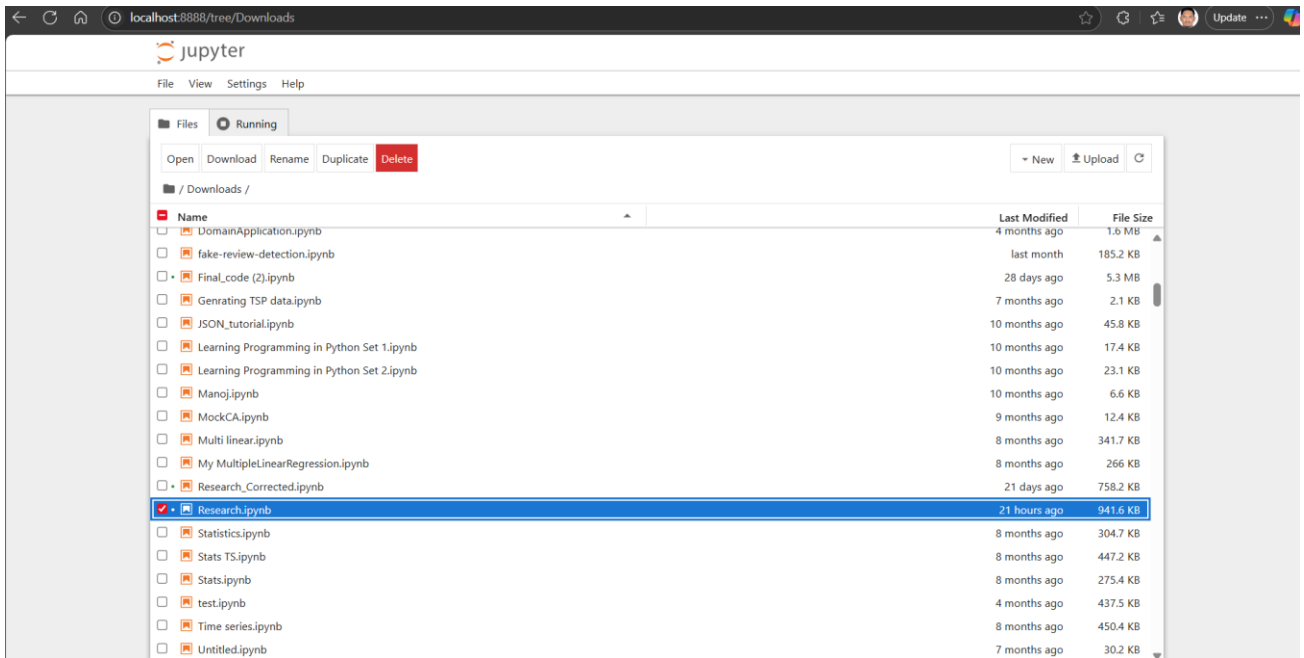 localhost:8888/tree/Downloads Update
jupyter
File View Settings Help
Files Running
Open Download Rename Duplicate Delete New Upload
/ Downloads /
Name Last Modified File Size
DomainApplication.ipynb 4 months ago 1.6 MB
fake-review-detection.ipynb last month 185.2 KB
Final_code (2).ipynb 28 days ago 5.3 MB
Genrating TSP data.ipynb 7 months ago 2.1 KB
JSON_tutorial.ipynb 10 months ago 45.8 KB
Learning Programming in Python Set 1.ipynb 10 months ago 17.4 KB
Learning Programming in Python Set 2.ipynb 10 months ago 23.1 KB
Manoj.ipynb 10 months ago 6.6 KB
MockCA.ipynb 9 months ago 12.4 KB
Multi linear.ipynb 8 months ago 341.7 KB
My MultipleLinearRegression.ipynb 8 months ago 266 KB
Research_Corrected.ipynb 21 days ago 758.2 KB
Research.ipynb 21 hours ago 941.6 KB
Statistics.ipynb 8 months ago 304.7 KB
Stats TS.ipynb 8 months ago 447.2 KB
Stats.ipynb 8 months ago 275.4 KB
test.ipynb 4 months ago 437.5 KB
Time series.ipynb 8 months ago 450.4 KB
Untitled.ipynb 7 months ago 30.2 KB